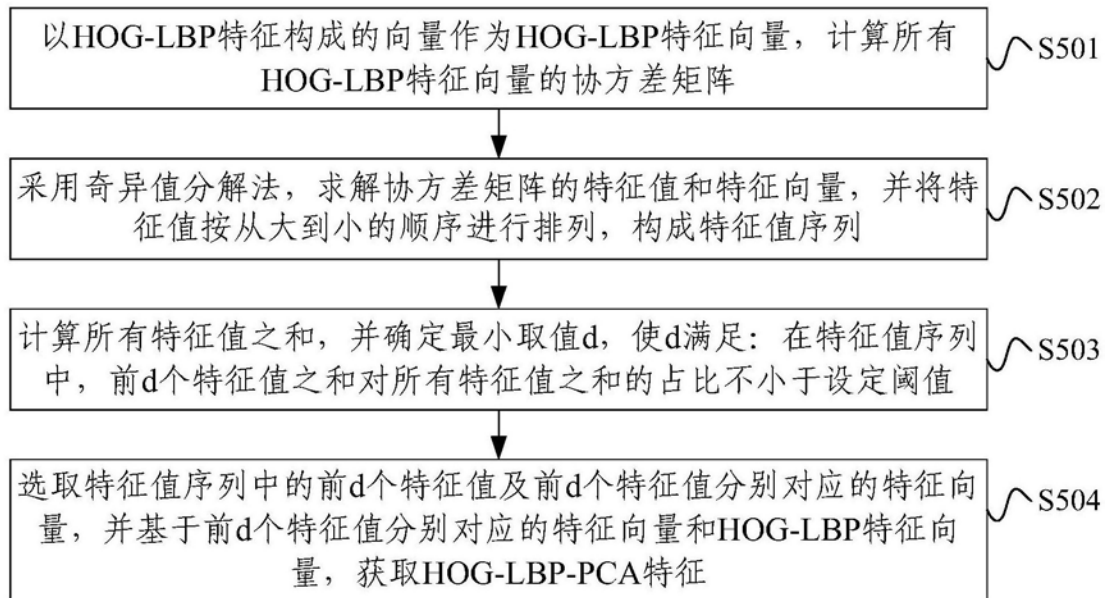 以HOG-LBP特征构成的向量作为HOG-LBP特征向量，计算所有
HOG-LBP特征向量的协方差矩阵
S501
采用奇异值分解法，求解协方差矩阵的特征值和特征向量，并将特
征值按从大到小的顺序进行排列，构成特征值序列
S502
计算所有特征值之和，并确定最小取值d，使d满足：在特征值序列
中，前d个特征值之和对所有特征值之和的占比不小于设定阈值
S503
选取特征值序列中的前d个特征值及前d个特征值分别对应的特征向
量，并基于前d个特征值分别对应的特征向量和HOG-LBP特征向
量，获取HOG-LBP-PCA特征
S504